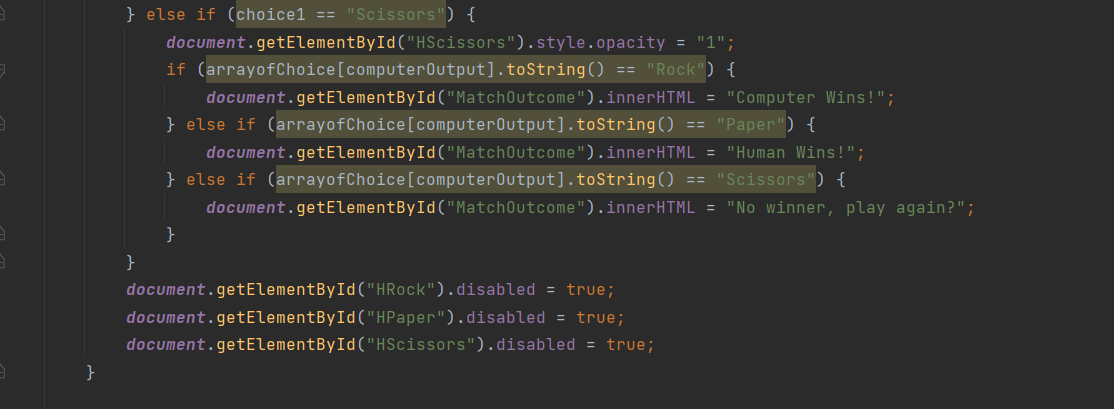 } else if (choice1 == "Scissors") {
document.getElementById("HScissors").style.opacity = "1";
if (arrayofChoice[computerOutput].toString() == "Rock") {
document.getElementById("MatchOutcome").innerHTML = "Computer Wins!";
} else if (arrayofChoice[computerOutput].toString() == "Paper") {
document.getElementById("MatchOutcome").innerHTML = "Human Wins!";
} else if (arrayofChoice[computerOutput].toString() == "Scissors") {
document.getElementById("MatchOutcome").innerHTML = "No winner, play again?";
}
}
document.getElementById("HRock").disabled = true;
document.getElementById("HPaper").disabled = true;
document.getElementById("HScissors").disabled = true;
}